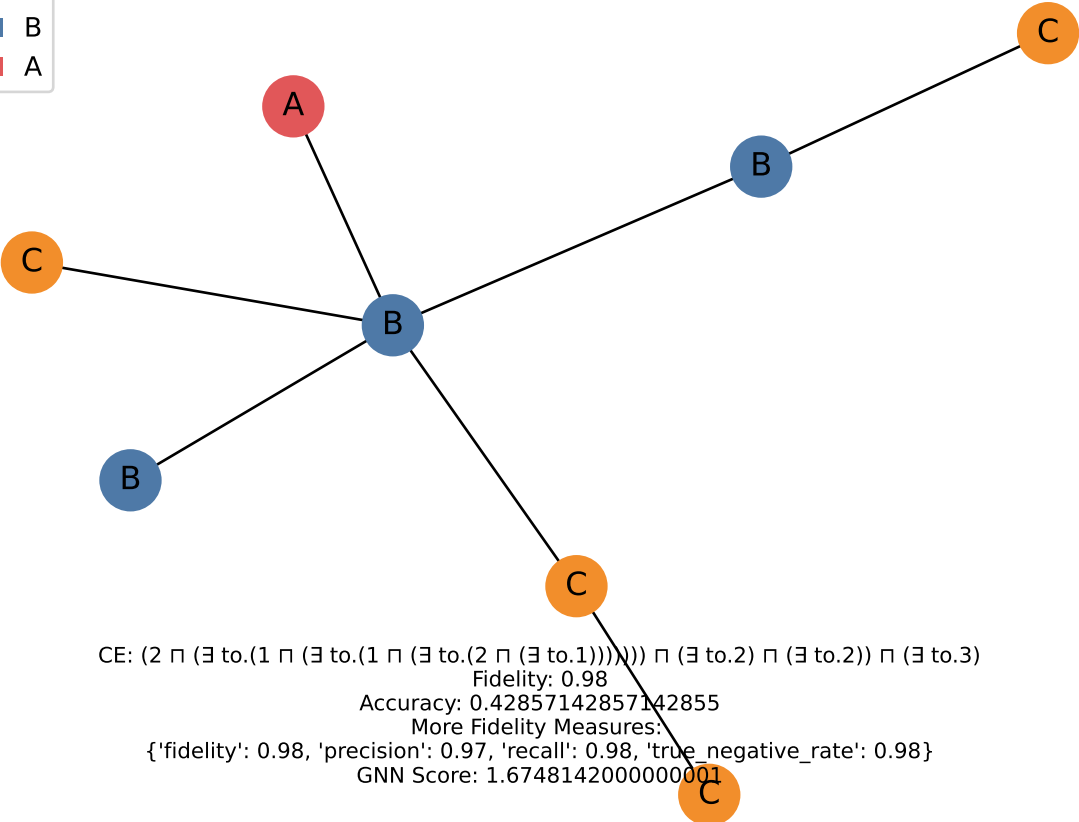 B
A
C
A
B
C
B
B
C
CE: (2 ⊓ (∃ to.(1 ⊓ (∃ to.(1 ⊓ (∃ to.(2 ⊓ (∃ to.1))))))) ⊓ (∃ to.2) ⊓ (∃ to.2)) ⊓ (∃ to.3)
Fidelity: 0.98
Accuracy: 0.42857142857142855
More Fidelity Measures:
{'fidelity': 0.98, 'precision': 0.97, 'recall': 0.98, 'true_negative_rate': 0.98}
GNN Score: 1.6748142000000001
C